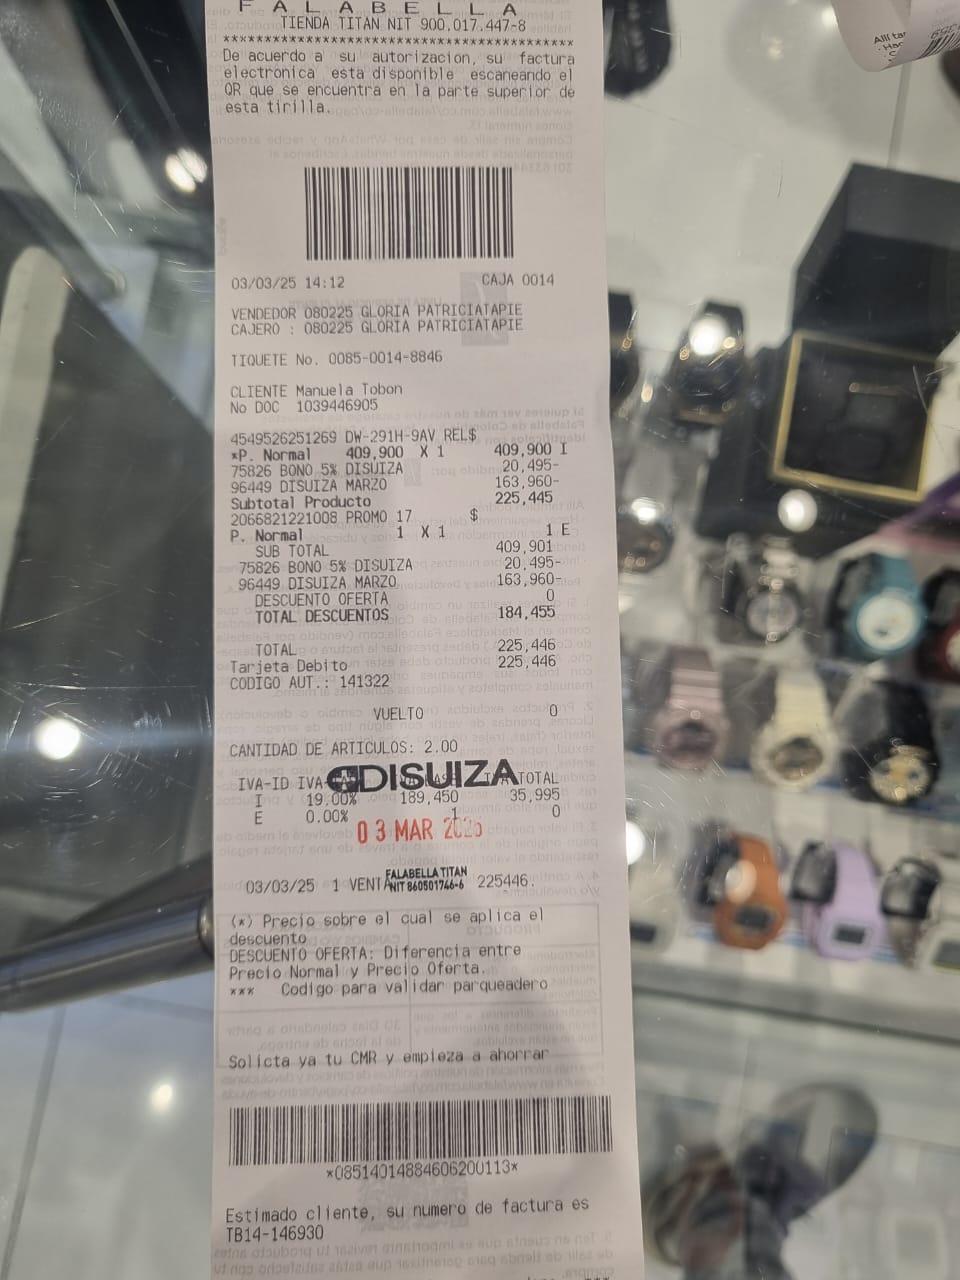 FALABELLA
TIENDA TITAN NIT 900.017.447-8
********************************************
De acuerdo a su autorizacion, su factura
electronica esta disponible escaneando el
QR que se encuentra en la parte superior de
esta tirilla.
03/03/25 14:12 CAJA 0014
VENDEDOR 080225 GLORIA PATRICIATAPIE
CAJERO : 080225 GLORIA PATRICIATAPIE
TIQUETE No. 0085-0014-8846
CLIENTE Manuela Tobon
No DOC 1039446905
4549526251269 DW-291H-9AV REL$
*P. Normal 409,900 X 1 409,900 I
75826 BONO 5% DISUIZA 20,495-
96449 DISUIZA MARZO 163,960-
Subtotal Producto 225,445
2066821221008 PROMO 17 $
P. Normal 1 X 1 1 E
SUB TOTAL 409,901
75826 BONO 5% DISUIZA 20,495-
96449 DISUIZA MARZO 163,960-
DESCUENTO OFERTA 0
TOTAL DESCUENTOS 184,455
TOTAL 225,446
Tarjeta Debito 225,446
CODIGO AUT.: 141322
VUELTO 0
CANTIDAD DE ARTICULOS: 2.00
DISUIZA
IVA-ID IVA TOTAL
I 19.00% 189,450 35,995
E 0.00% 1 0
03 MAR 2025
FALABELLA TITAN
NIT 860501746-6
03/03/25 1 VENTA 225446
(*) Precio sobre el cual se aplica el
descuento
DESCUENTO OFERTA: Diferencia entre
Precio Normal y Precio Oferta.
*** Codigo para validar parqueadero
Solicta ya tu CMR y empieza a ahorrar
*08514014884606200113*
Estimado cliente, su numero de factura es
TB14-146930